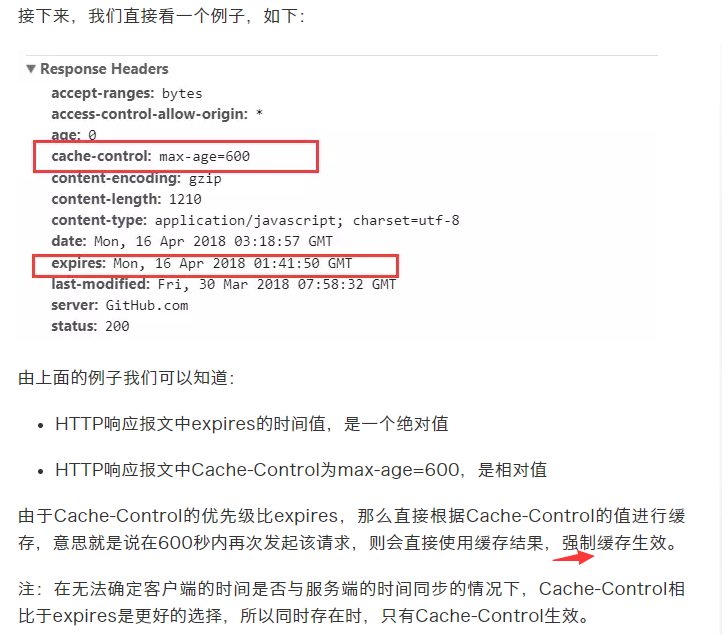 接下来，我们直接看一个例子，如下：
▼ Response Headers
accept-ranges: bytes
access-control-allow-origin: *
age: 0
cache-control: max-age=600
content-encoding: gzip
content-length: 1210
content-type: application/javascript; charset=utf-8
date: Mon, 16 Apr 2018 03:18:57 GMT
expires: Mon, 16 Apr 2018 01:41:50 GMT
last-modified: Fri, 30 Mar 2018 07:58:32 GMT
server: GitHub.com
status: 200
由上面的例子我们可以知道：
• HTTP响应报文中expires的时间值，是一个绝对值
• HTTP响应报文中Cache-Control为max-age=600，是相对值
由于Cache-Control的优先级比expires，那么直接根据Cache-Control的值进行缓
存，意思就是说在600秒内再次发起该请求，则会直接使用缓存结果，强制缓存生效。
注：在无法确定客户端的时间是否与服务端的时间同步的情况下，Cache-Control相
比于expires是更好的选择，所以同时存在时，只有Cache-Control生效。